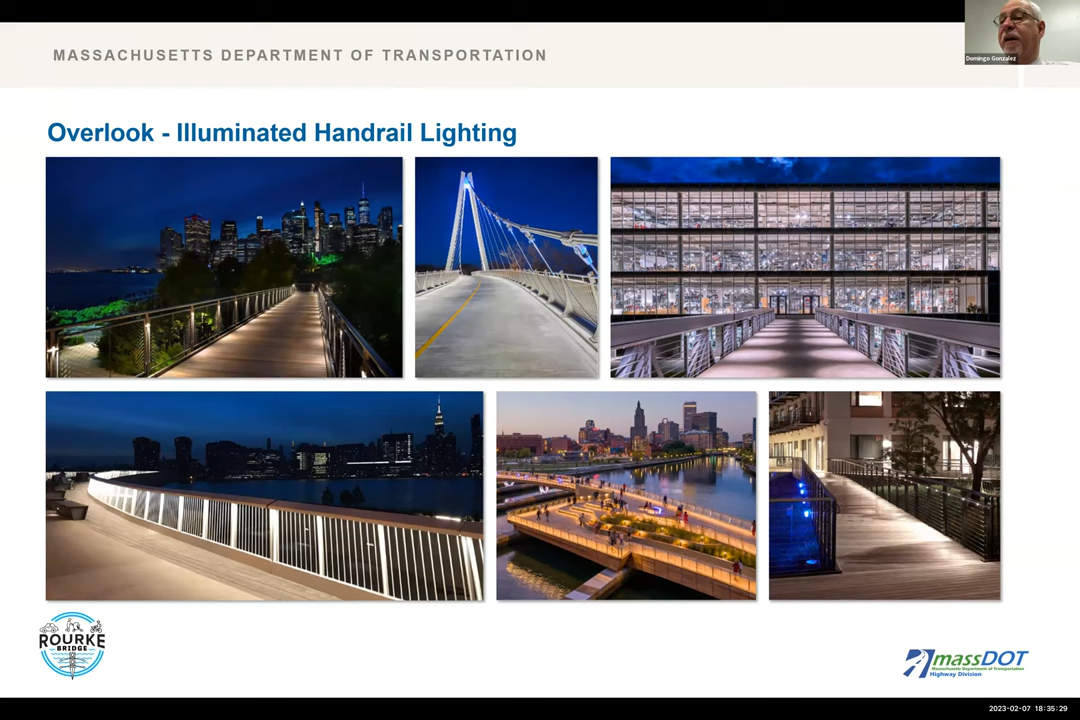 MASSACHUSETTS DEPARTMENT OF TRANSPORTATION
Domingo Gonzalez
Overlook - Illuminated Handrail Lighting
ROURKE
BRIDGE
massDOT
Massachusetts Department of Transportation
Highway Division
2023-02-07 18:35:29